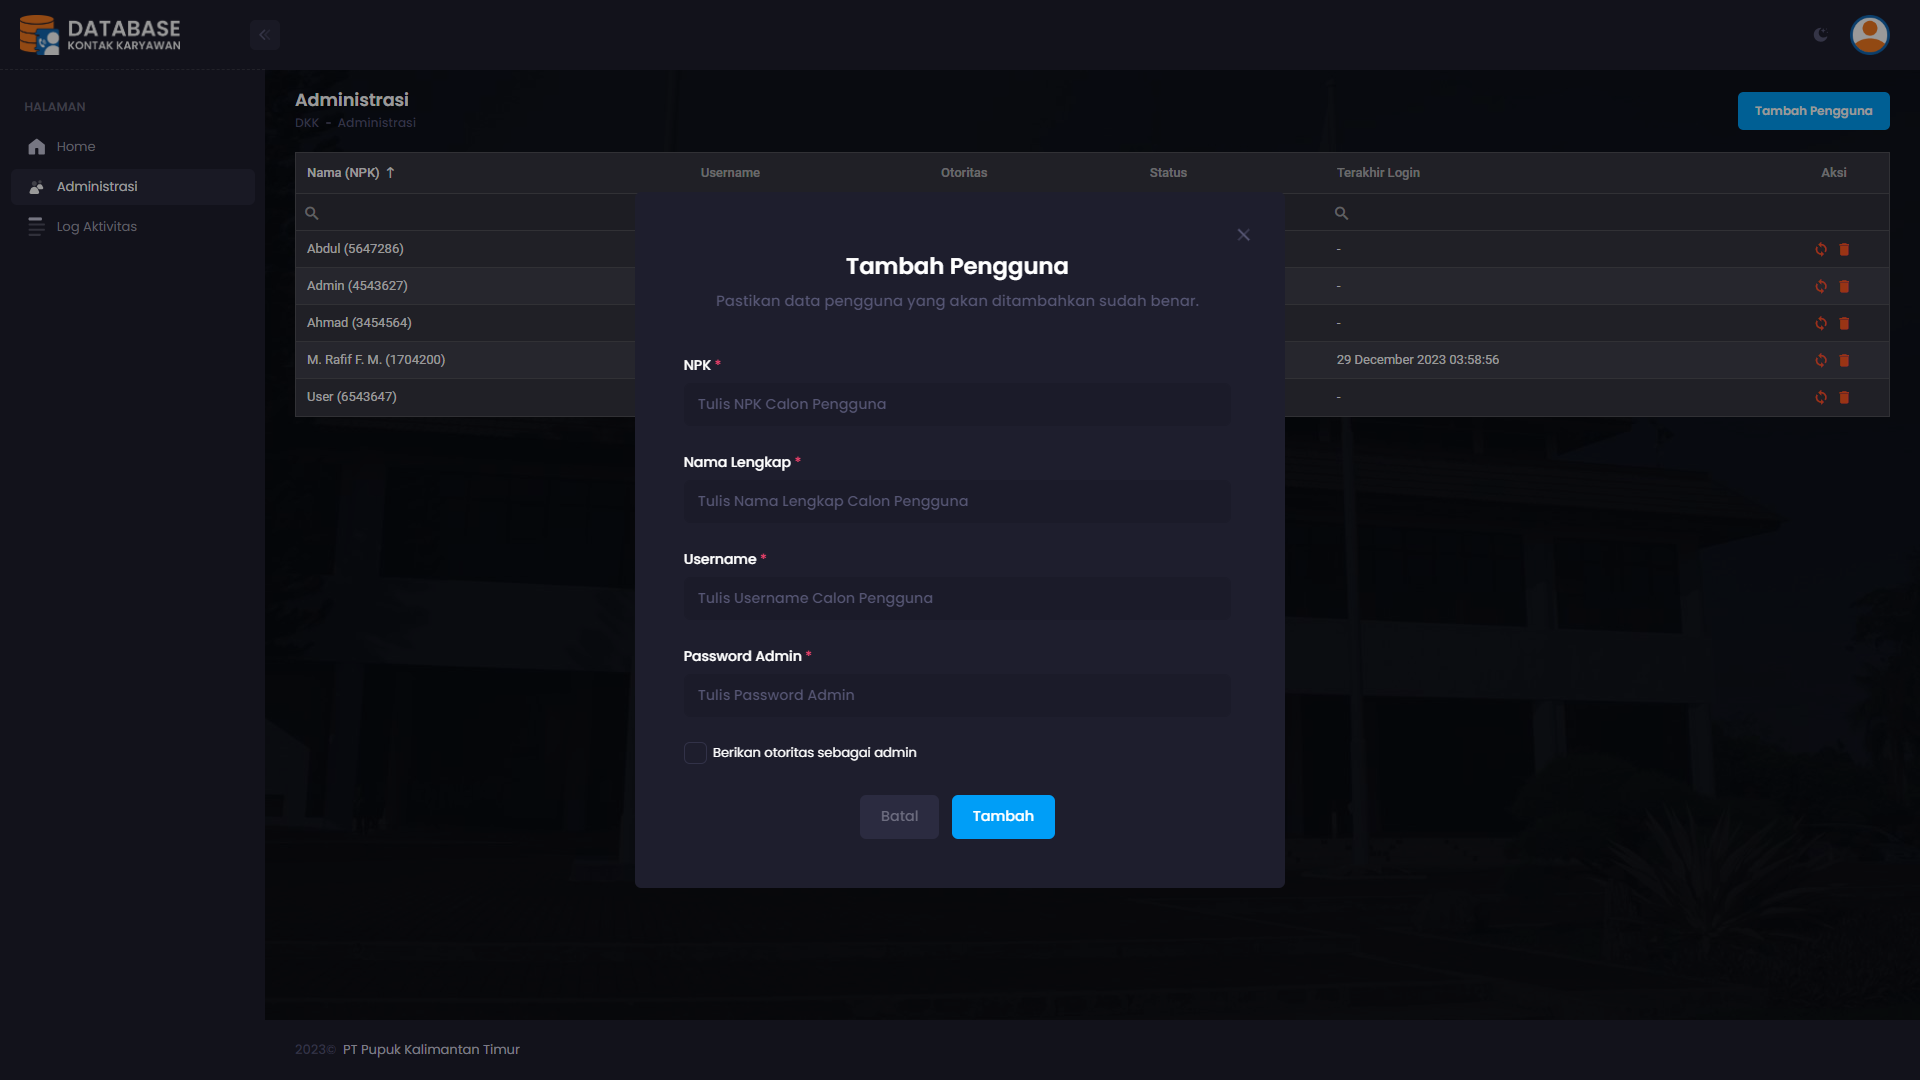 DATABASE
KONTAK KARYAWAN
HALAMAN
Home
Administrasi
Log Aktivitas
Administrasi
DKK - Administrasi
Tambah Pengguna
Nama (NPK) ↑ Username Otoritas Status Terakhir Login Aksi
Abdul (5647286) -
Admin (4543627) -
Ahmad (3454564) -
M. Rafif F. M. (1704200) 29 December 2023 03:58:56
User (6543647) -
Tambah Pengguna
Pastikan data pengguna yang akan ditambahkan sudah benar.
NPK *
Tulis NPK Calon Pengguna
Nama Lengkap *
Tulis Nama Lengkap Calon Pengguna
Username *
Tulis Username Calon Pengguna
Password Admin *
Tulis Password Admin
Berikan otoritas sebagai admin
Batal Tambah
2023© PT Pupuk Kalimantan Timur